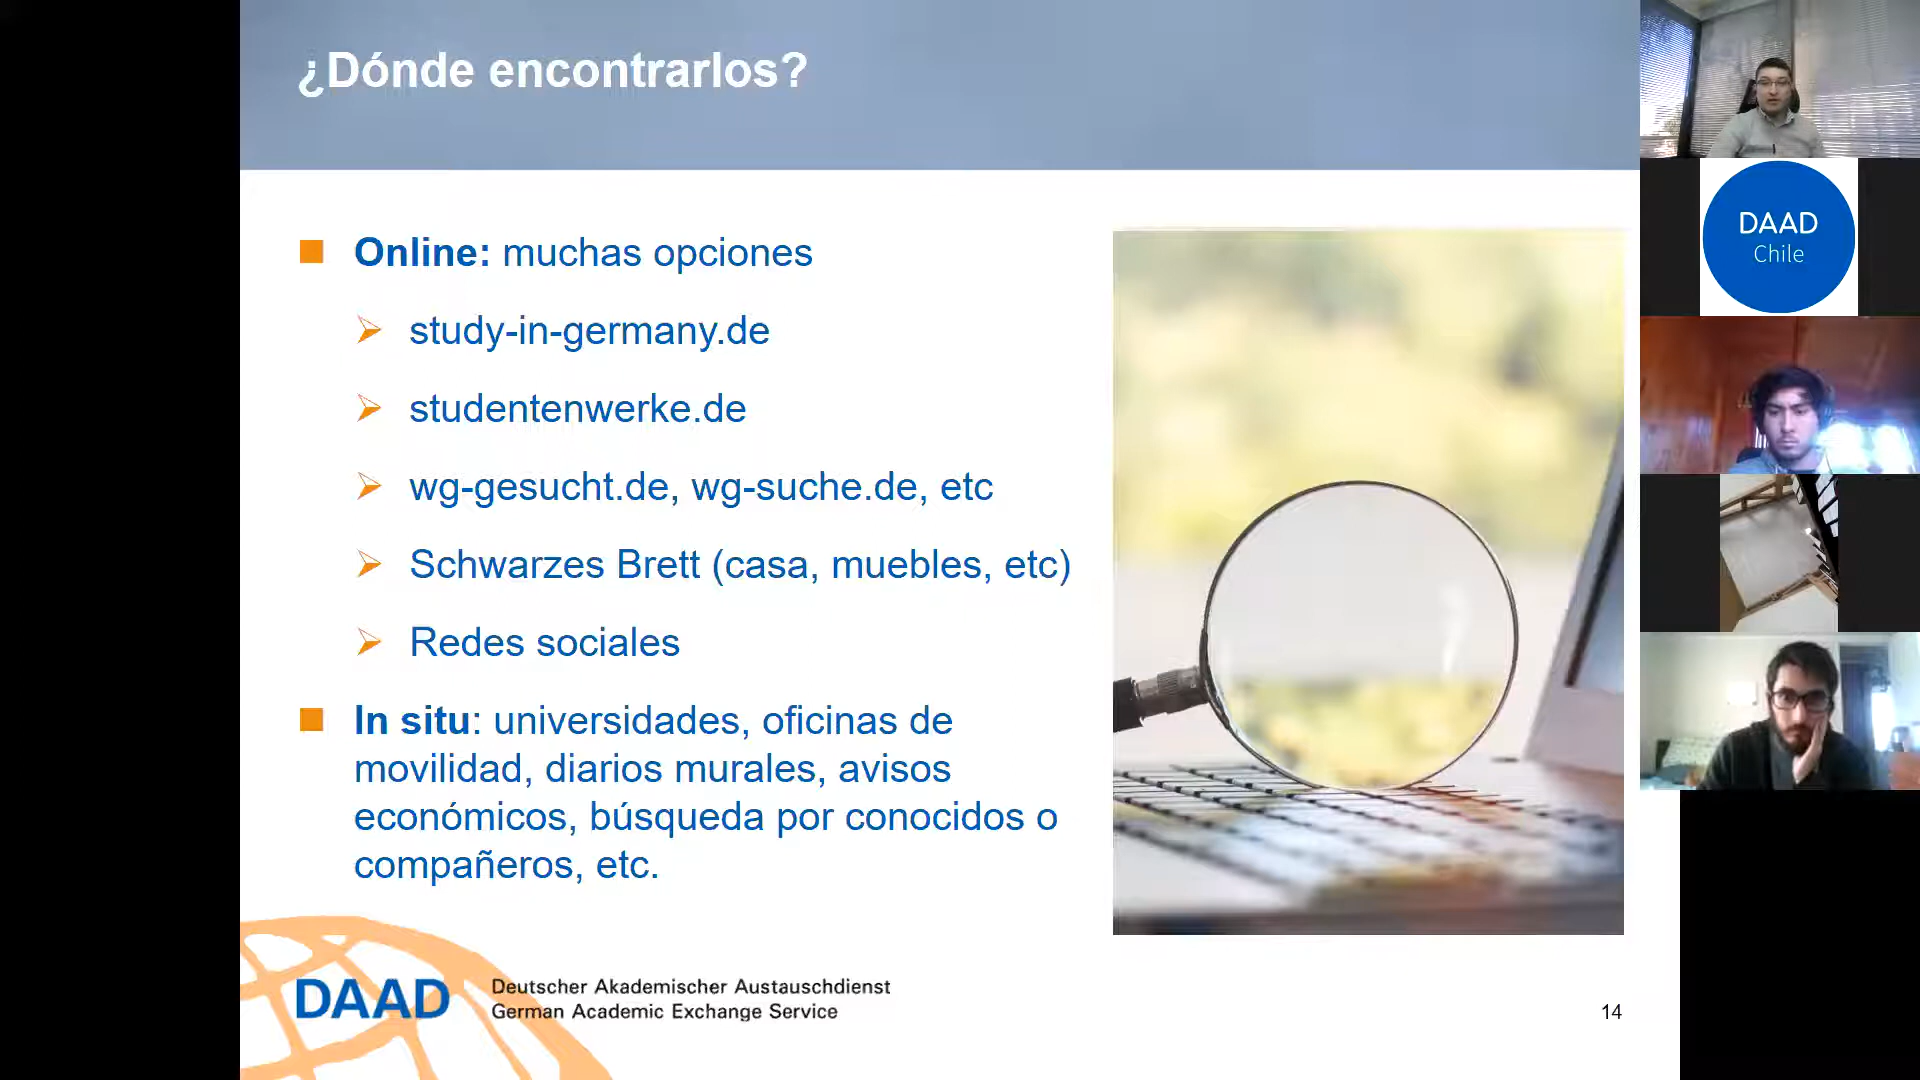 ¿Dónde encontrarlos?
Online: muchas opciones
study-in-germany.de
studentenwerke.de
wg-gesucht.de, wg-suche.de, etc
Schwarzes Brett (casa, muebles, etc)
Redes sociales
In situ: universidades, oficinas de
movilidad, diarios murales, avisos
económicos, búsqueda por conocidos o
compañeros, etc.
DAAD
Deutscher Akademischer Austauschdienst
German Academic Exchange Service
14
DAAD
Chile